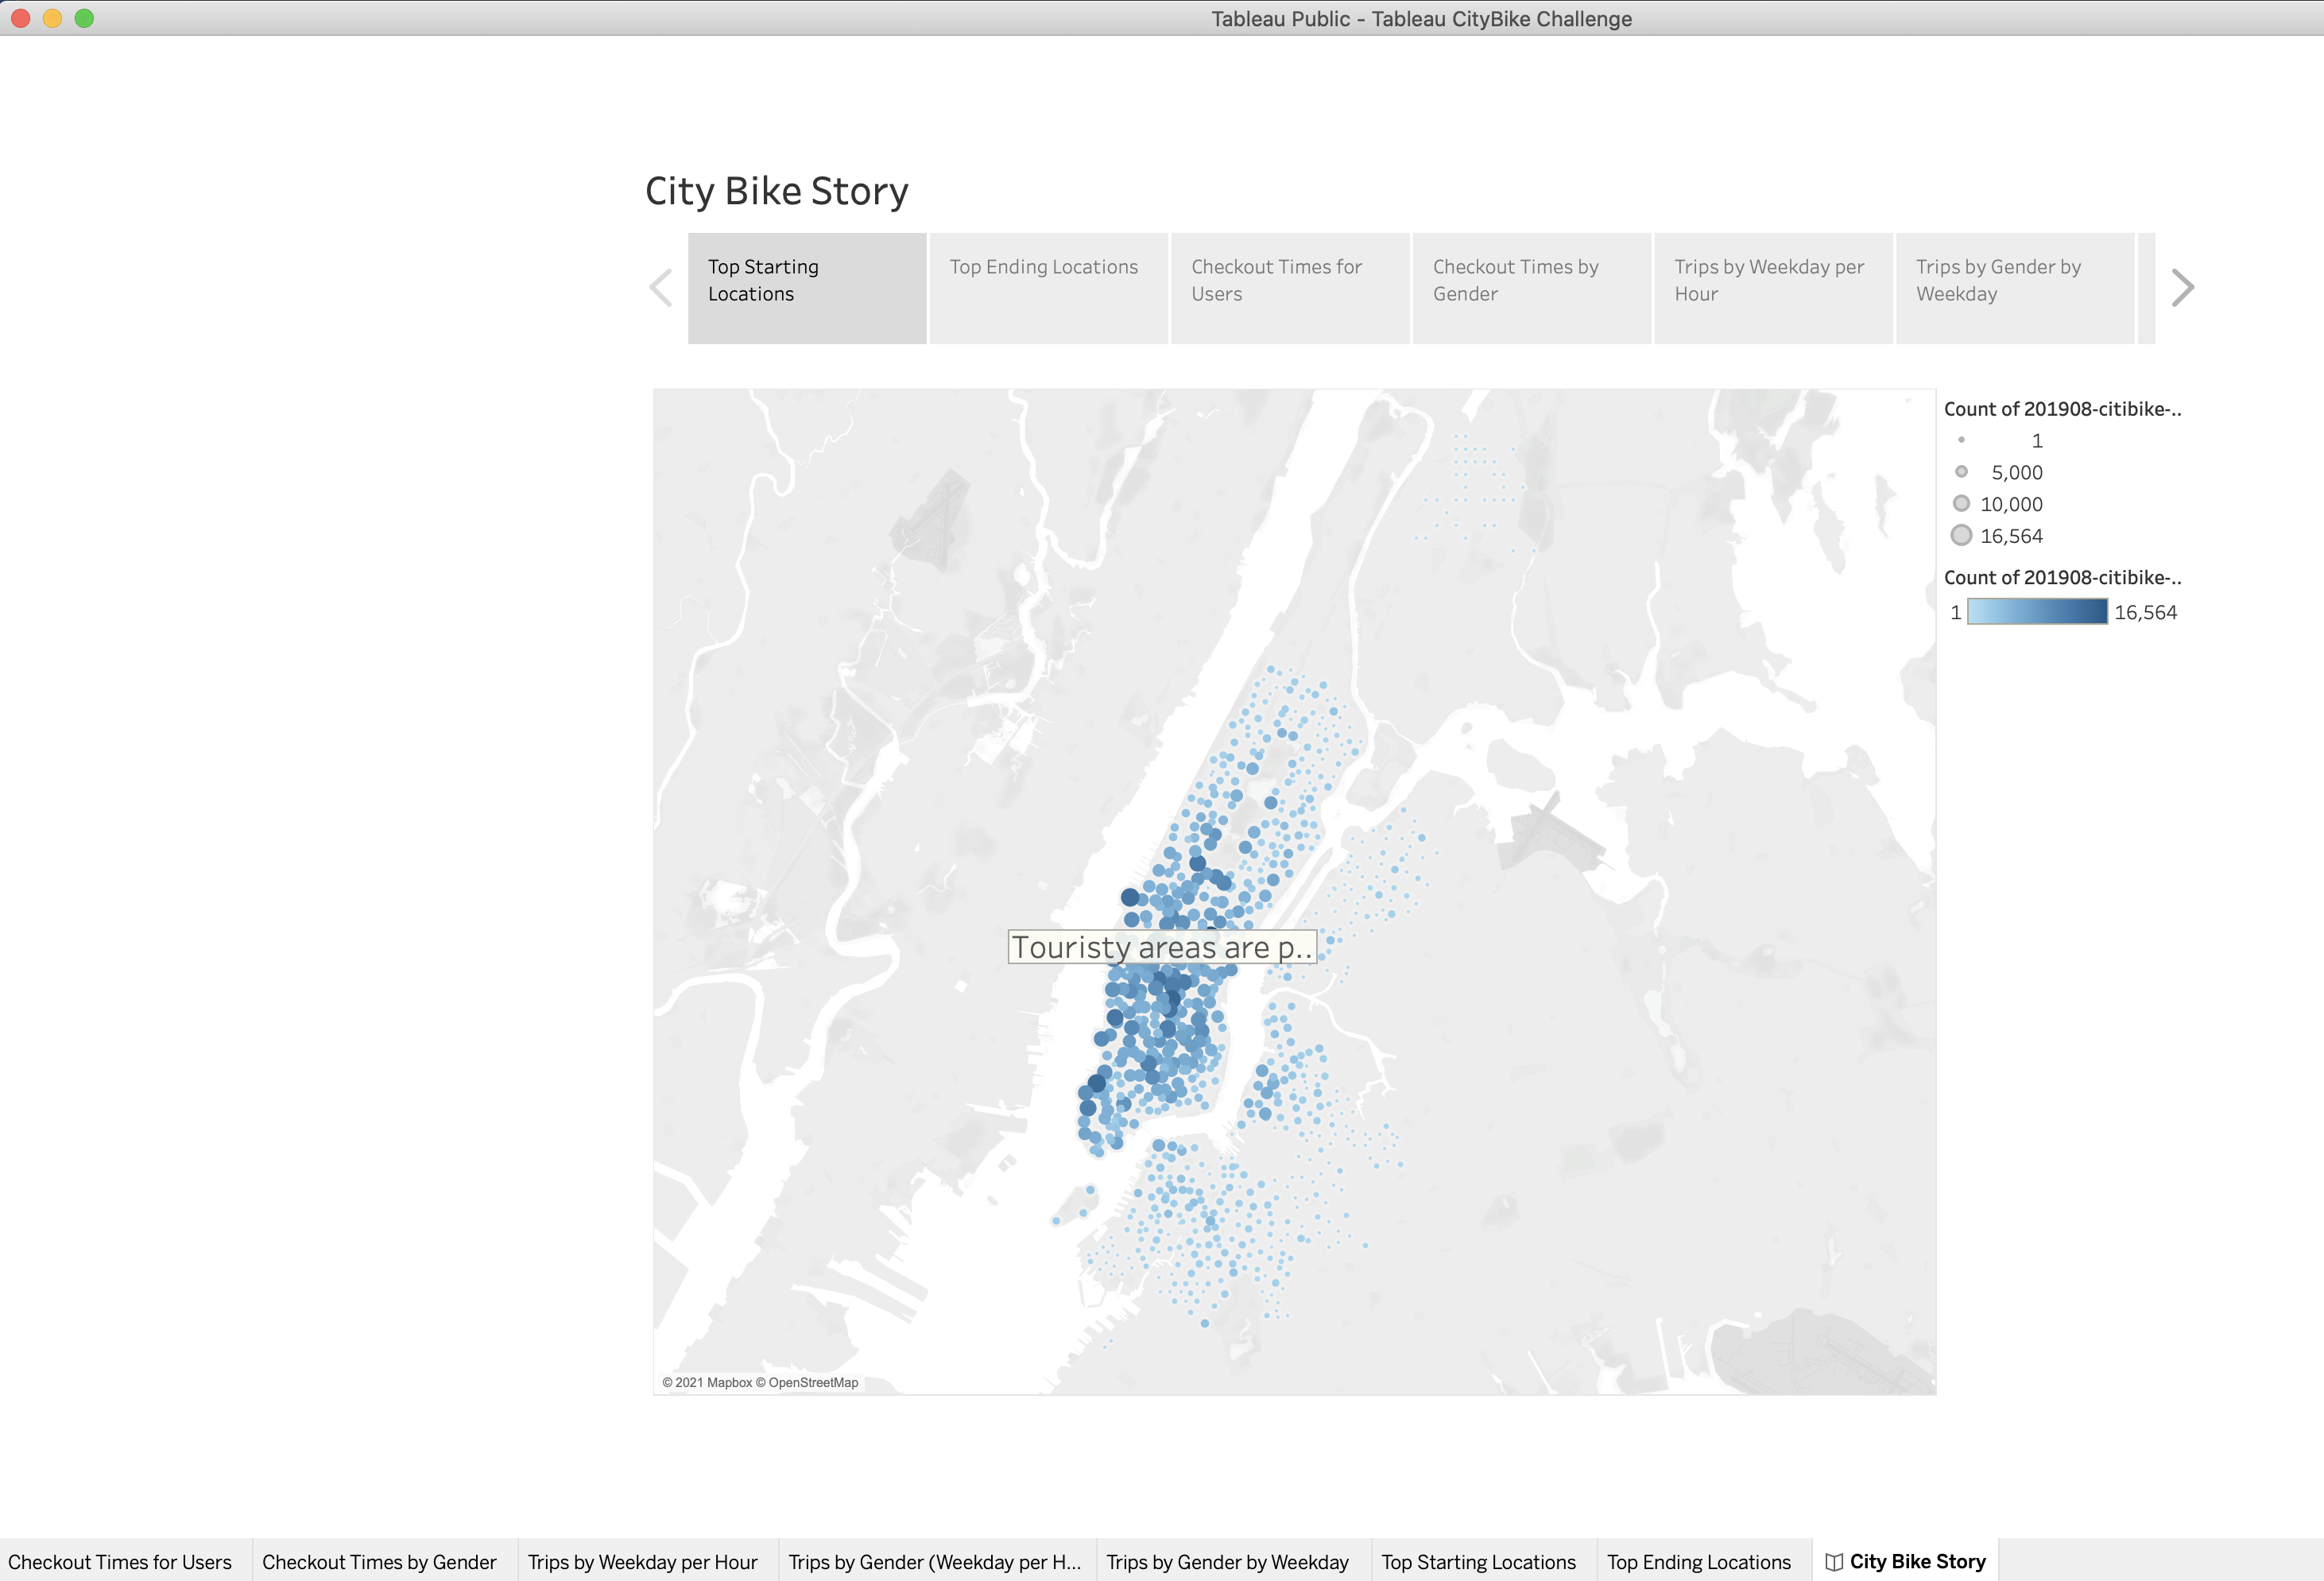 Tableau Public - Tableau CityBike Challenge
City Bike Story
Top Starting
Locations
Top Ending Locations
Checkout Times for
Users
Checkout Times by
Gender
Trips by Weekday per
Hour
Trips by Gender by
Weekday
Count of 201908-citibike-..
1
5,000
10,000
16,564
Count of 201908-citibike-..
1 16,564
Touristy areas are p..
© 2021 Mapbox © OpenStreetMap
Checkout Times for Users
Checkout Times by Gender
Trips by Weekday per Hour
Trips by Gender (Weekday per H...
Trips by Gender by Weekday
Top Starting Locations
Top Ending Locations
City Bike Story